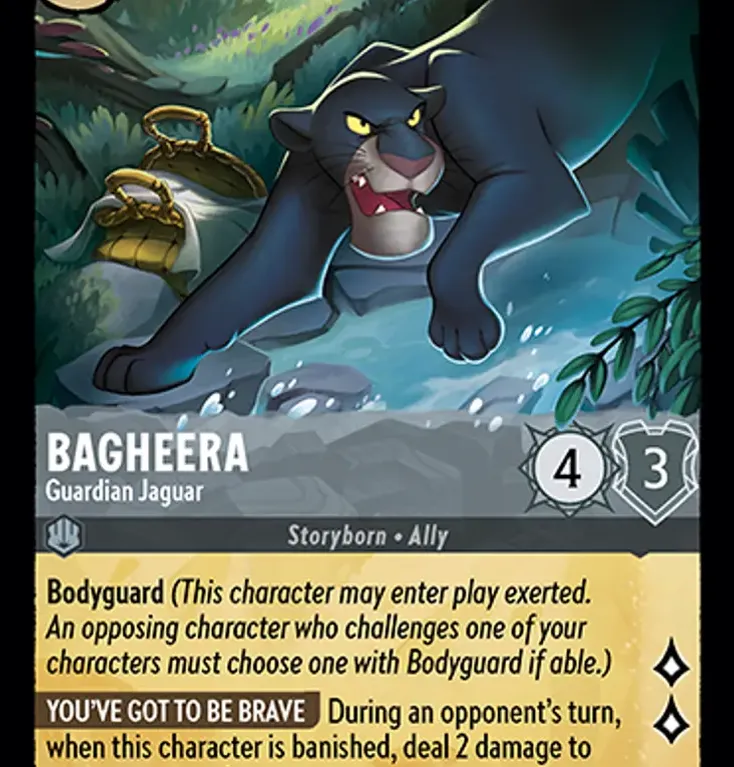 BAGHEERA
Guardian Jaguar
4
3
Storyborn • Ally
Bodyguard (This character may enter play exerted.
An opposing character who challenges one of your
characters must choose one with Bodyguard if able.)
YOU'VE GOT TO BE BRAVE During an opponent's turn,
when this character is banished, deal 2 damage to